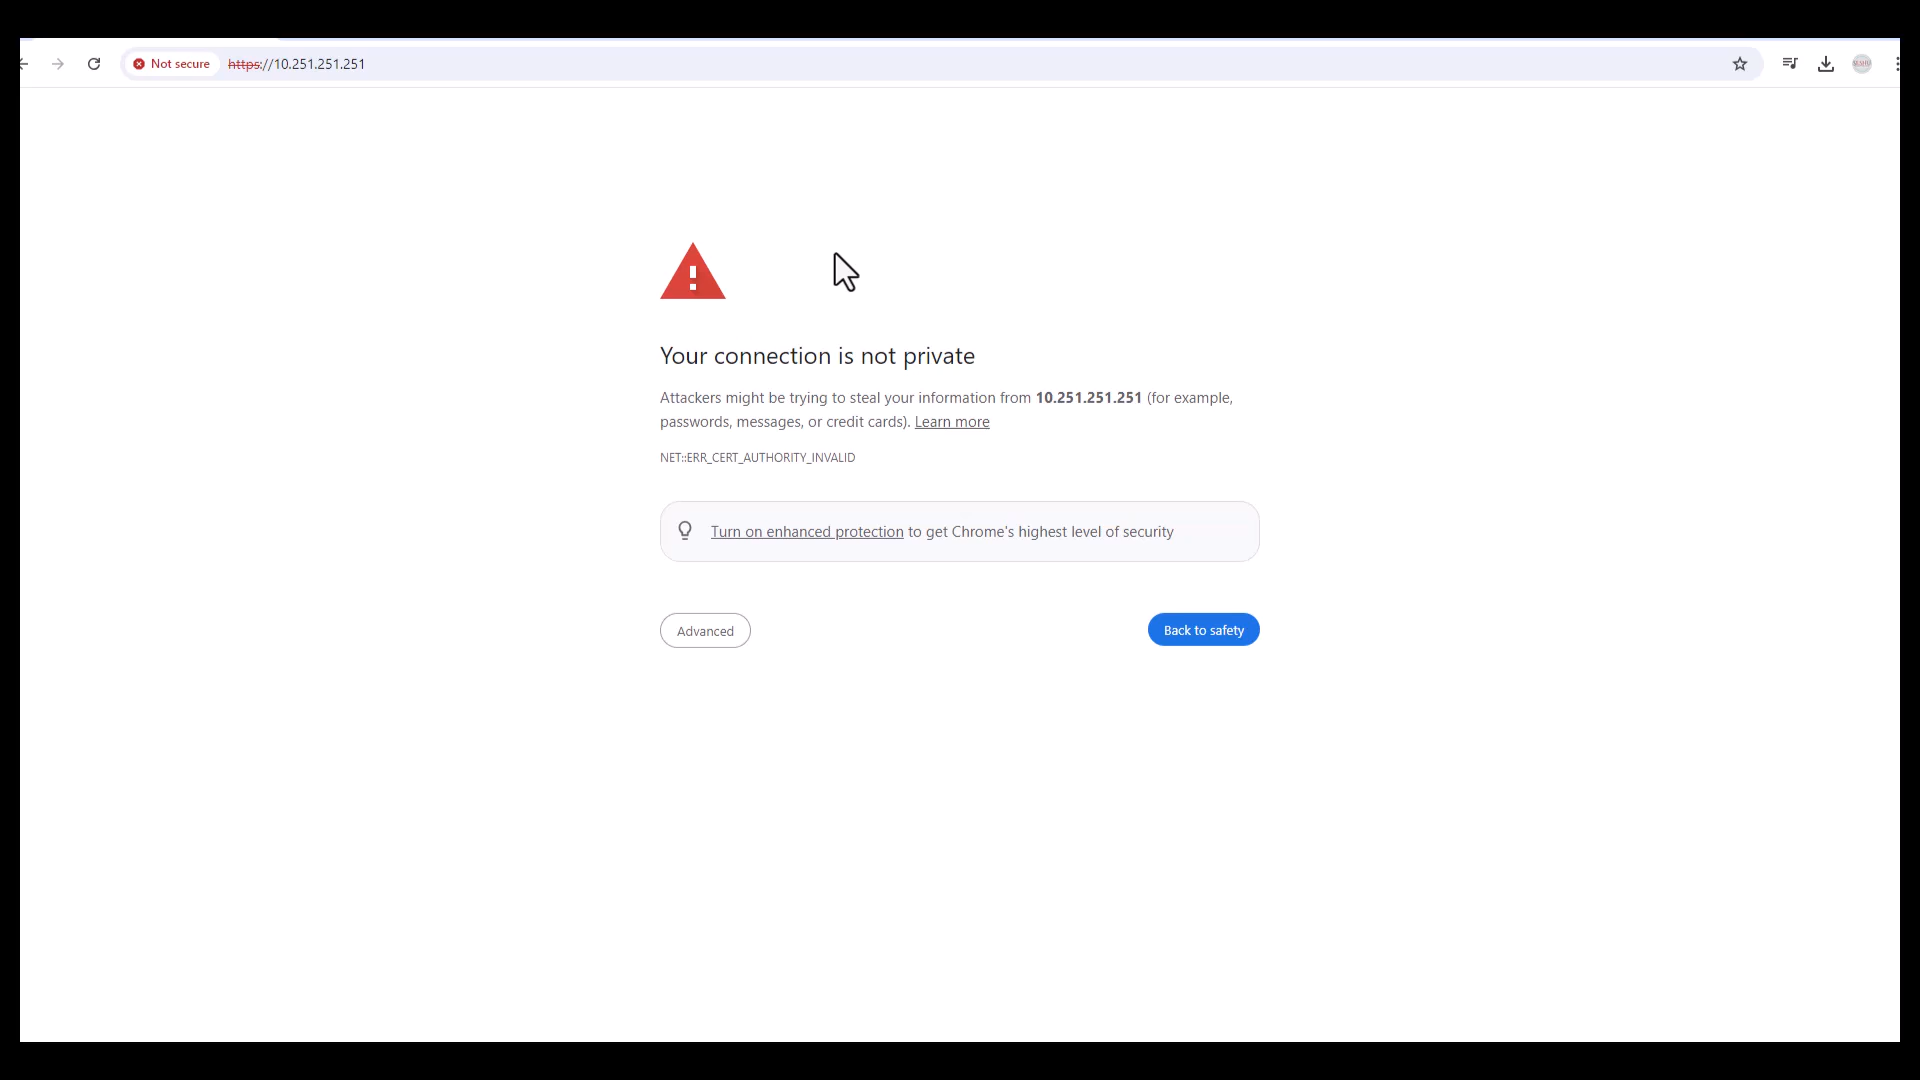 Not secure https://10.251.251.251
Your connection is not private
Attackers might be trying to steal your information from 10.251.251.251 (for example,
passwords, messages, or credit cards). Learn more
NET::ERR_CERT_AUTHORITY_INVALID
Turn on enhanced protection to get Chrome's highest level of security
Advanced
Back to safety